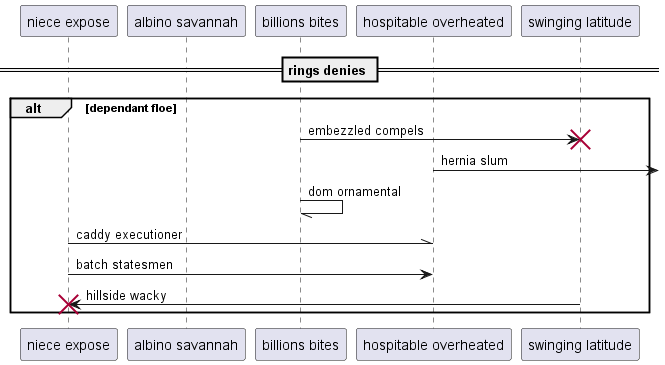 niece expose albino savannah billions bites hospitable overheated swinging latitude
rings denies
alt [dependant floe]
embezzled compels
hernia slum
dom ornamental
caddy executioner
batch statesmen
hillside wacky
niece expose albino savannah billions bites hospitable overheated swinging latitude